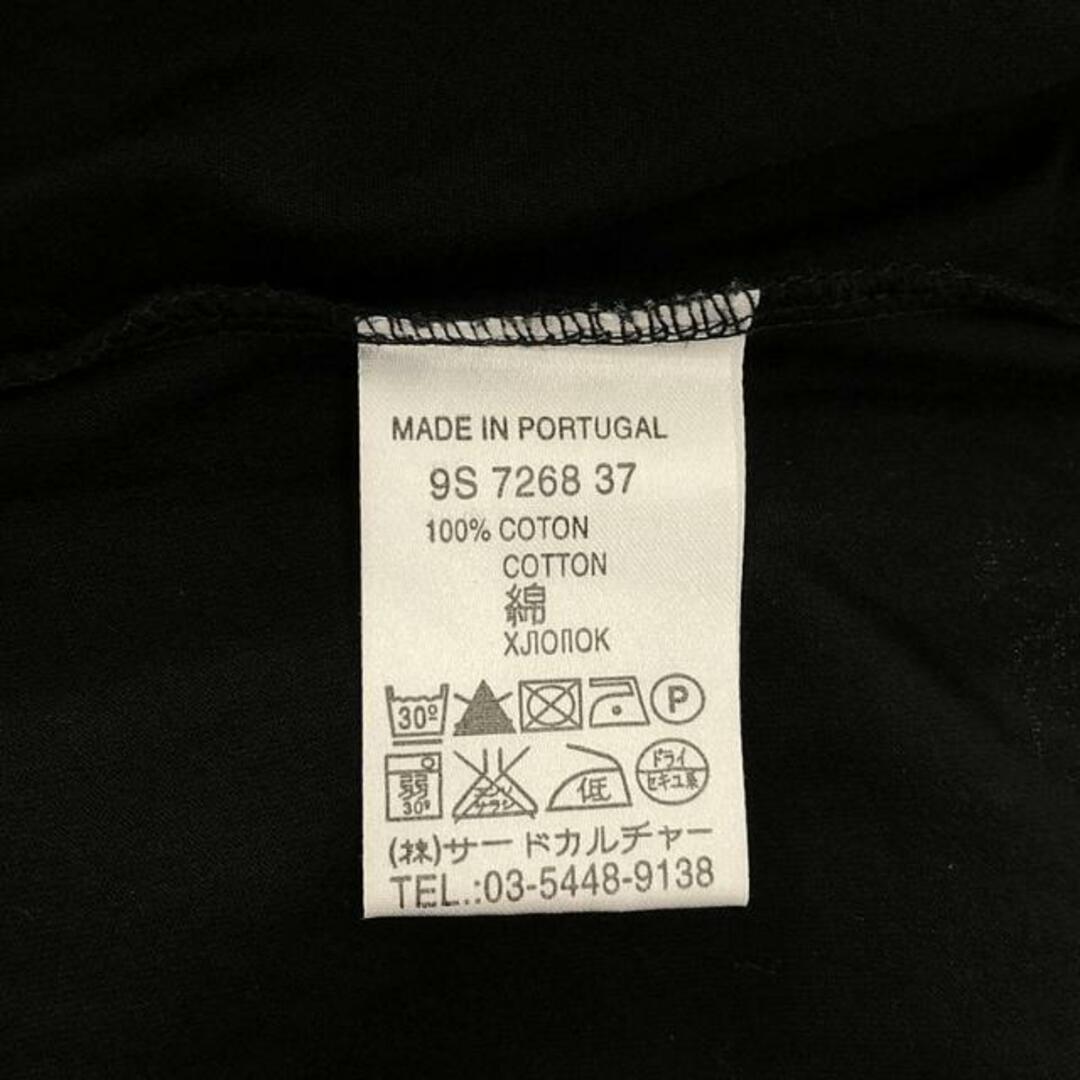 MADE IN PORTUGAL
9S 7268 37
100% COTON
COTTON
綿
ХЛОПОК
30º P
弱 30º エンソサラシ 低 ドライ セキユ系
(株)サードカルチャー
TEL.:03-5448-9138